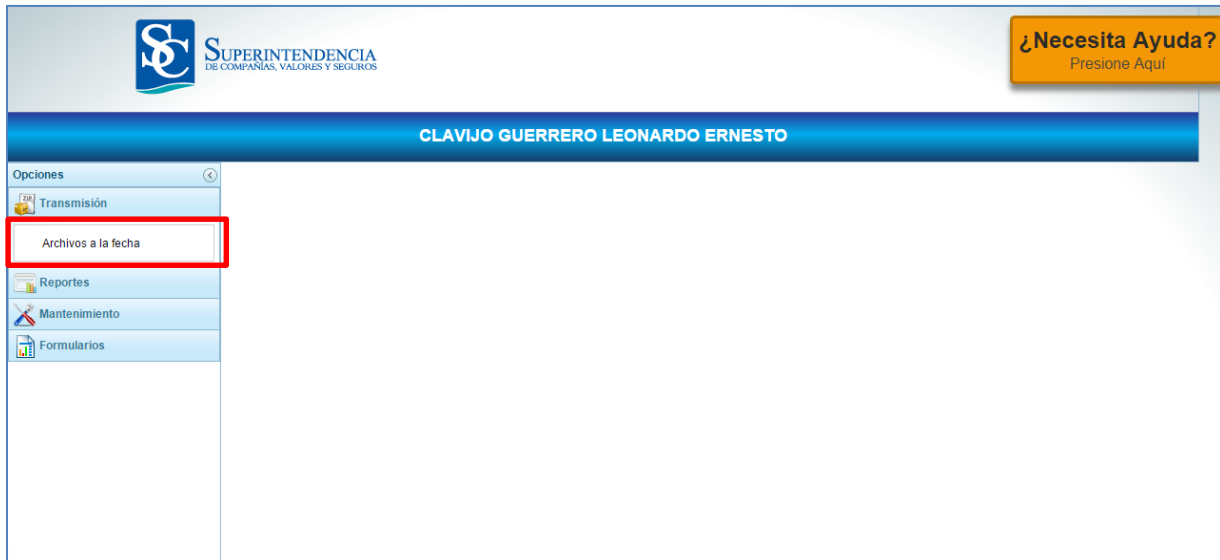 SC
SUPERINTENDENCIA
DE COMPAÑÍAS, VALORES Y SEGUROS
¿Necesita Ayuda?
Presione Aquí
CLAVIJO GUERRERO LEONARDO ERNESTO
Opciones
ZIP
Transmisión
Archivos a la fecha
Reportes
Mantenimiento
Formularios